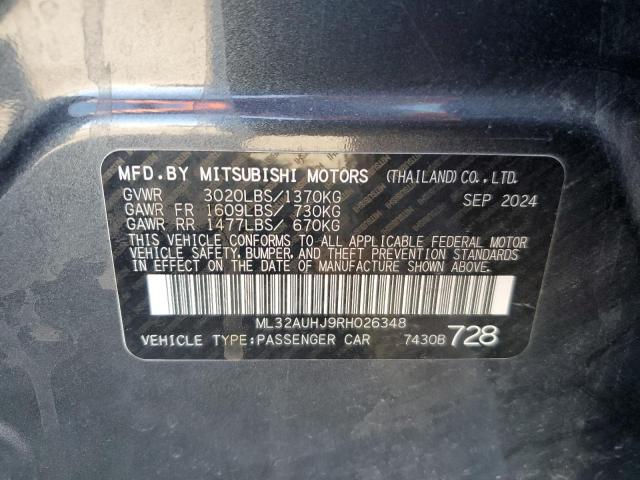 MFD. BY MITSUBISHI MOTORS (THAILAND) CO., LTD.
GVWR 3020LBS/1370KG SEP 2024
GAWR FR 1609LBS/ 730KG
GAWR RR 1477LBS/ 670KG
THIS VEHICLE CONFORMS TO ALL APPLICABLE FEDERAL MOTOR
VEHICLE SAFETY, BUMPER, AND THEFT PREVENTION STANDARDS
IN EFFECT ON THE DATE OF MANUFACTURE SHOWN ABOVE.
ML32AUHJ9RH026348
VEHICLE TYPE: PASSENGER CAR 7430B 728